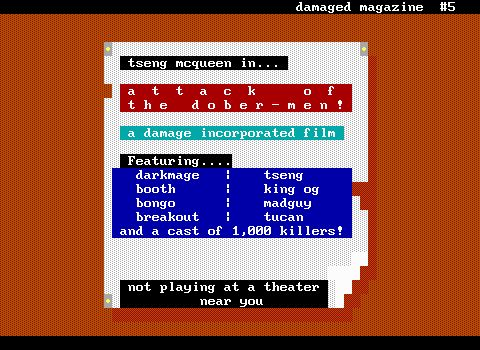 damaged magazine #5
tseng mcqueen in...
a t t a c k o f
t h e d o b e r - m e n !
a damage incorporated film
Featuring....
darkmage ¦ tseng
booth ¦ king og
bongo ¦ madguy
breakout ¦ tucan
and a cast of 1,000 killers!
not playing at a theater
near you